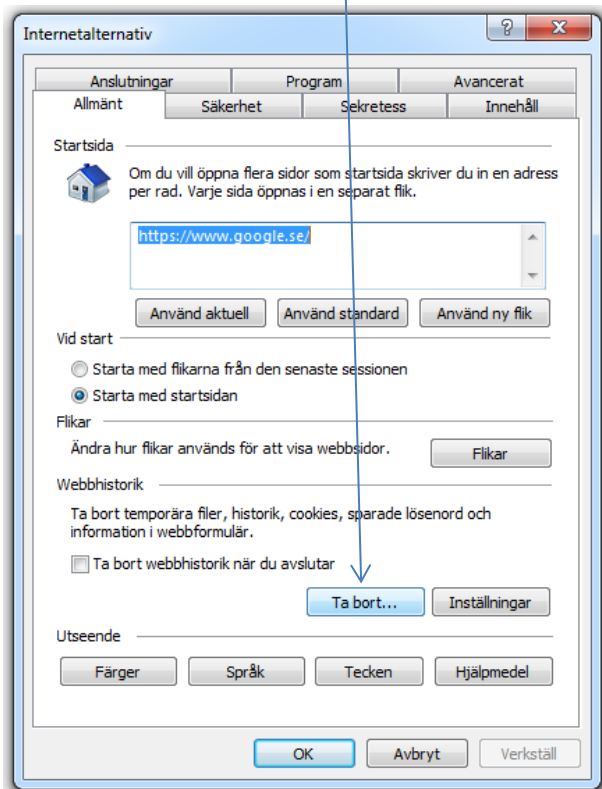 Internetalternativ
Anslutningar Program Avancerat
Allmänt Säkerhet Sekretess Innehåll
Startsida
Om du vill öppna flera sidor som startsida skriver du in en adress
per rad. Varje sida öppnas i en separat flik.
https://www.google.se/
Använd aktuell Använd standard Använd ny flik
Vid start
Starta med flikarna från den senaste sessionen
Starta med startsidan
Flikar
Ändra hur flikar används för att visa webbsidor. Flikar
Webbhistorik
Ta bort temporära filer, historik, cookies, sparade lösenord och
information i webbformulär.
Ta bort webbhistorik när du avslutar
Ta bort... Inställningar
Utseende
Färger Språk Tecken Hjälpmedel
OK Avbryt Verkställ